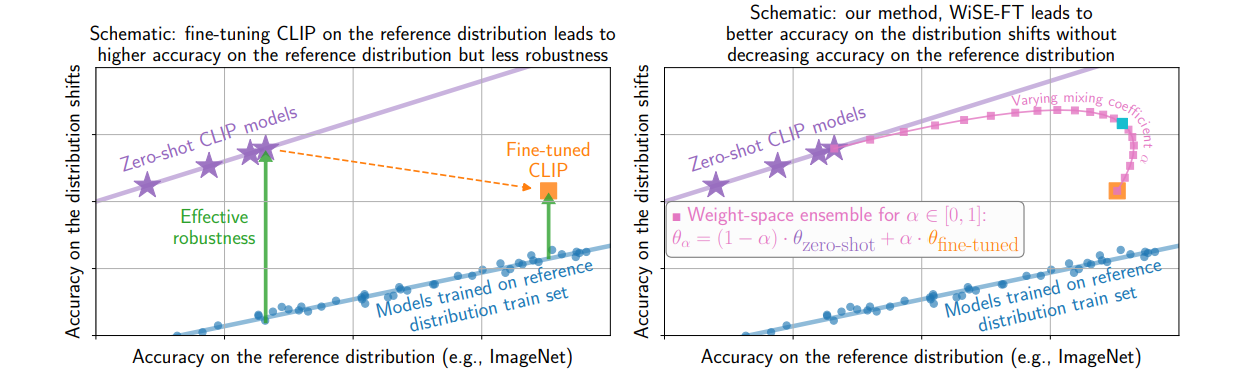 Schematic: fine-tuning CLIP on the reference distribution leads to
higher accuracy on the reference distribution but less robustness
Accuracy on the distribution shifts
Zero-shot CLIP models
Fine-tuned
CLIP
Effective
robustness
Models trained on reference
distribution train set
Accuracy on the reference distribution (e.g., ImageNet)
Schematic: our method, WiSE-FT leads to
better accuracy on the distribution shifts without
decreasing accuracy on the reference distribution
Accuracy on the distribution shifts
Zero-shot CLIP models
Varying mixing coefficient α
Weight-space ensemble for α ∈ [0, 1]:
θ_α = (1 − α) · θ_zero-shot + α · θ_fine-tuned
Models trained on reference
distribution train set
Accuracy on the reference distribution (e.g., ImageNet)